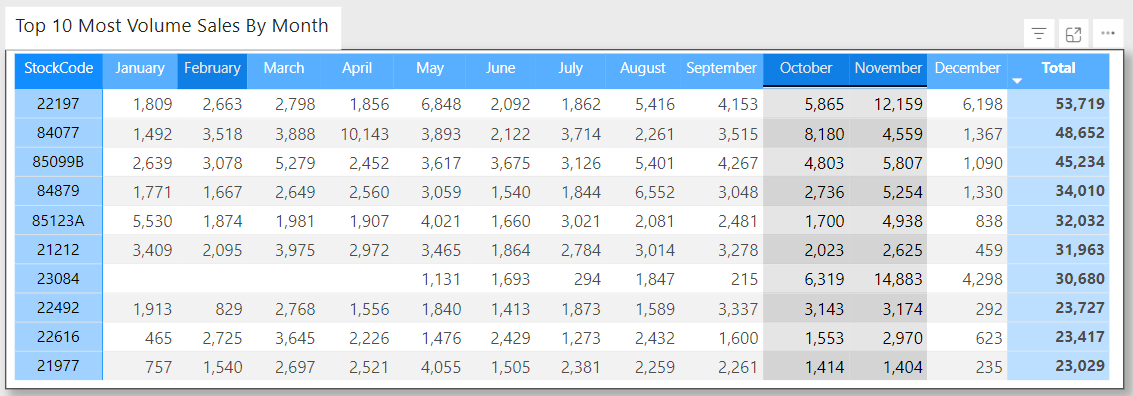 Top 10 Most Volume Sales By Month
StockCode January February March April May June July August September October November December Total
22197 1,809 2,663 2,798 1,856 6,848 2,092 1,862 5,416 4,153 5,865 12,159 6,198 53,719
84077 1,492 3,518 3,888 10,143 3,893 2,122 3,714 2,261 3,515 8,180 4,559 1,367 48,652
85099B 2,639 3,078 5,279 2,452 3,617 3,675 3,126 5,401 4,267 4,803 5,807 1,090 45,234
84879 1,771 1,667 2,649 2,560 3,059 1,540 1,844 6,552 3,048 2,736 5,254 1,330 34,010
85123A 5,530 1,874 1,981 1,907 4,021 1,660 3,021 2,081 2,481 1,700 4,938 838 32,032
21212 3,409 2,095 3,975 2,972 3,465 1,864 2,784 3,014 3,278 2,023 2,625 459 31,963
23084 1,131 1,693 294 1,847 215 6,319 14,883 4,298 30,680
22492 1,913 829 2,768 1,556 1,840 1,413 1,873 1,589 3,337 3,143 3,174 292 23,727
22616 465 2,725 3,645 2,226 1,476 2,429 1,273 2,432 1,600 1,553 2,970 623 23,417
21977 757 1,540 2,697 2,521 4,055 1,505 2,381 2,259 2,261 1,414 1,404 235 23,029